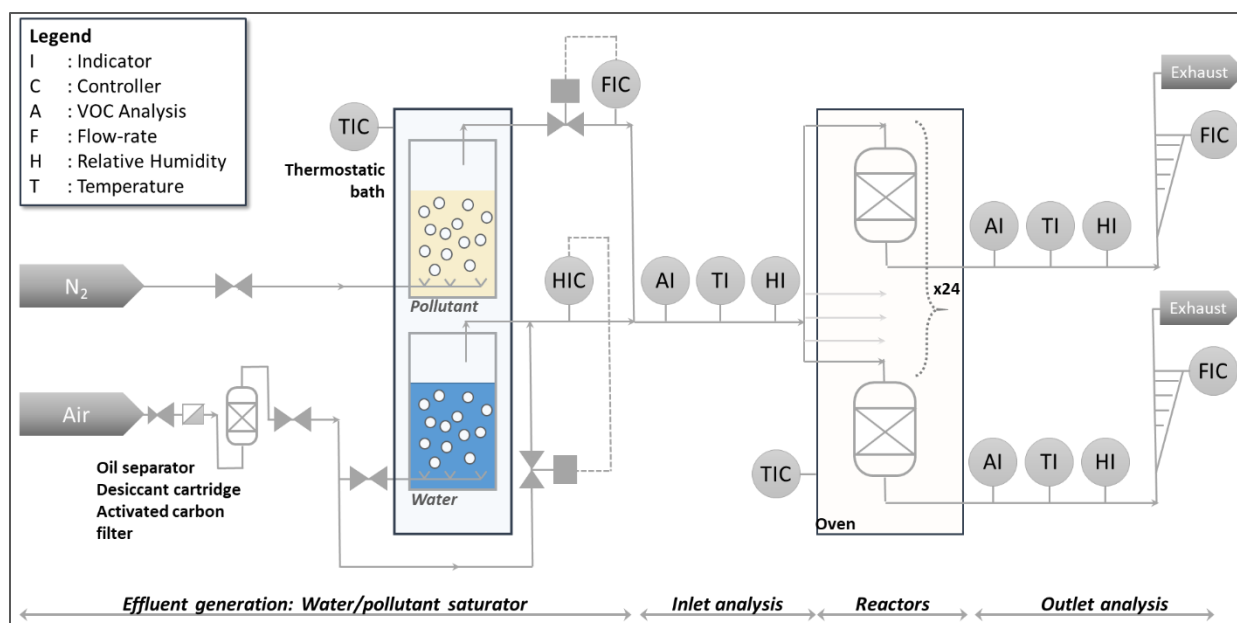 Legend
I : Indicator
C : Controller
A : VOC Analysis
F : Flow-rate
H : Relative Humidity
T : Temperature
TIC
Thermostatic
bath
FIC
Exhaust
FIC
N2
Pollutant
HIC
AI
TI
HI
x24
AI
TI
HI
Air
Oil separator
Desiccant cartridge
Activated carbon
filter
Water
TIC
Oven
Exhaust
FIC
AI
TI
HI
Effluent generation: Water/pollutant saturator
Inlet analysis
Reactors
Outlet analysis